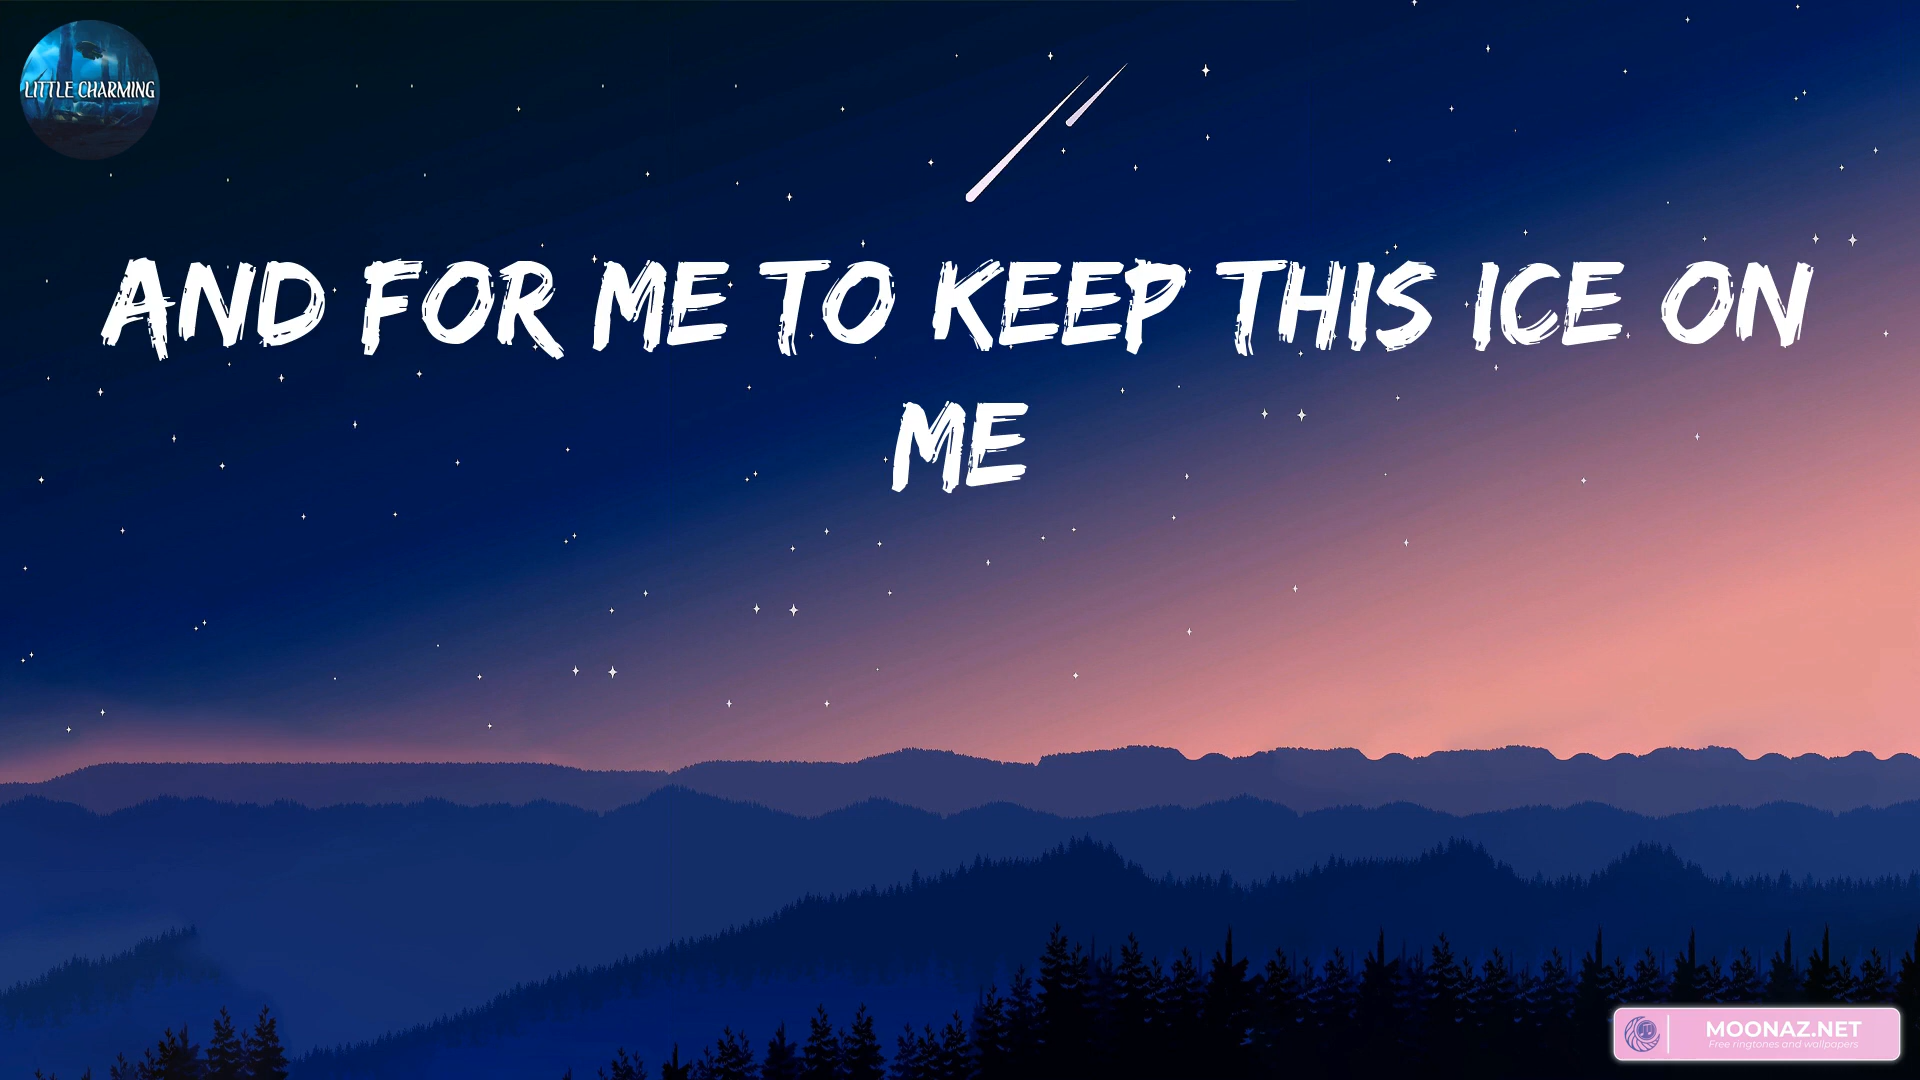 LITTLE CHARMING
AND FOR ME TO KEEP THIS ICE ON
ME
MOONAZ.NET
Free ringtones and wallpapers